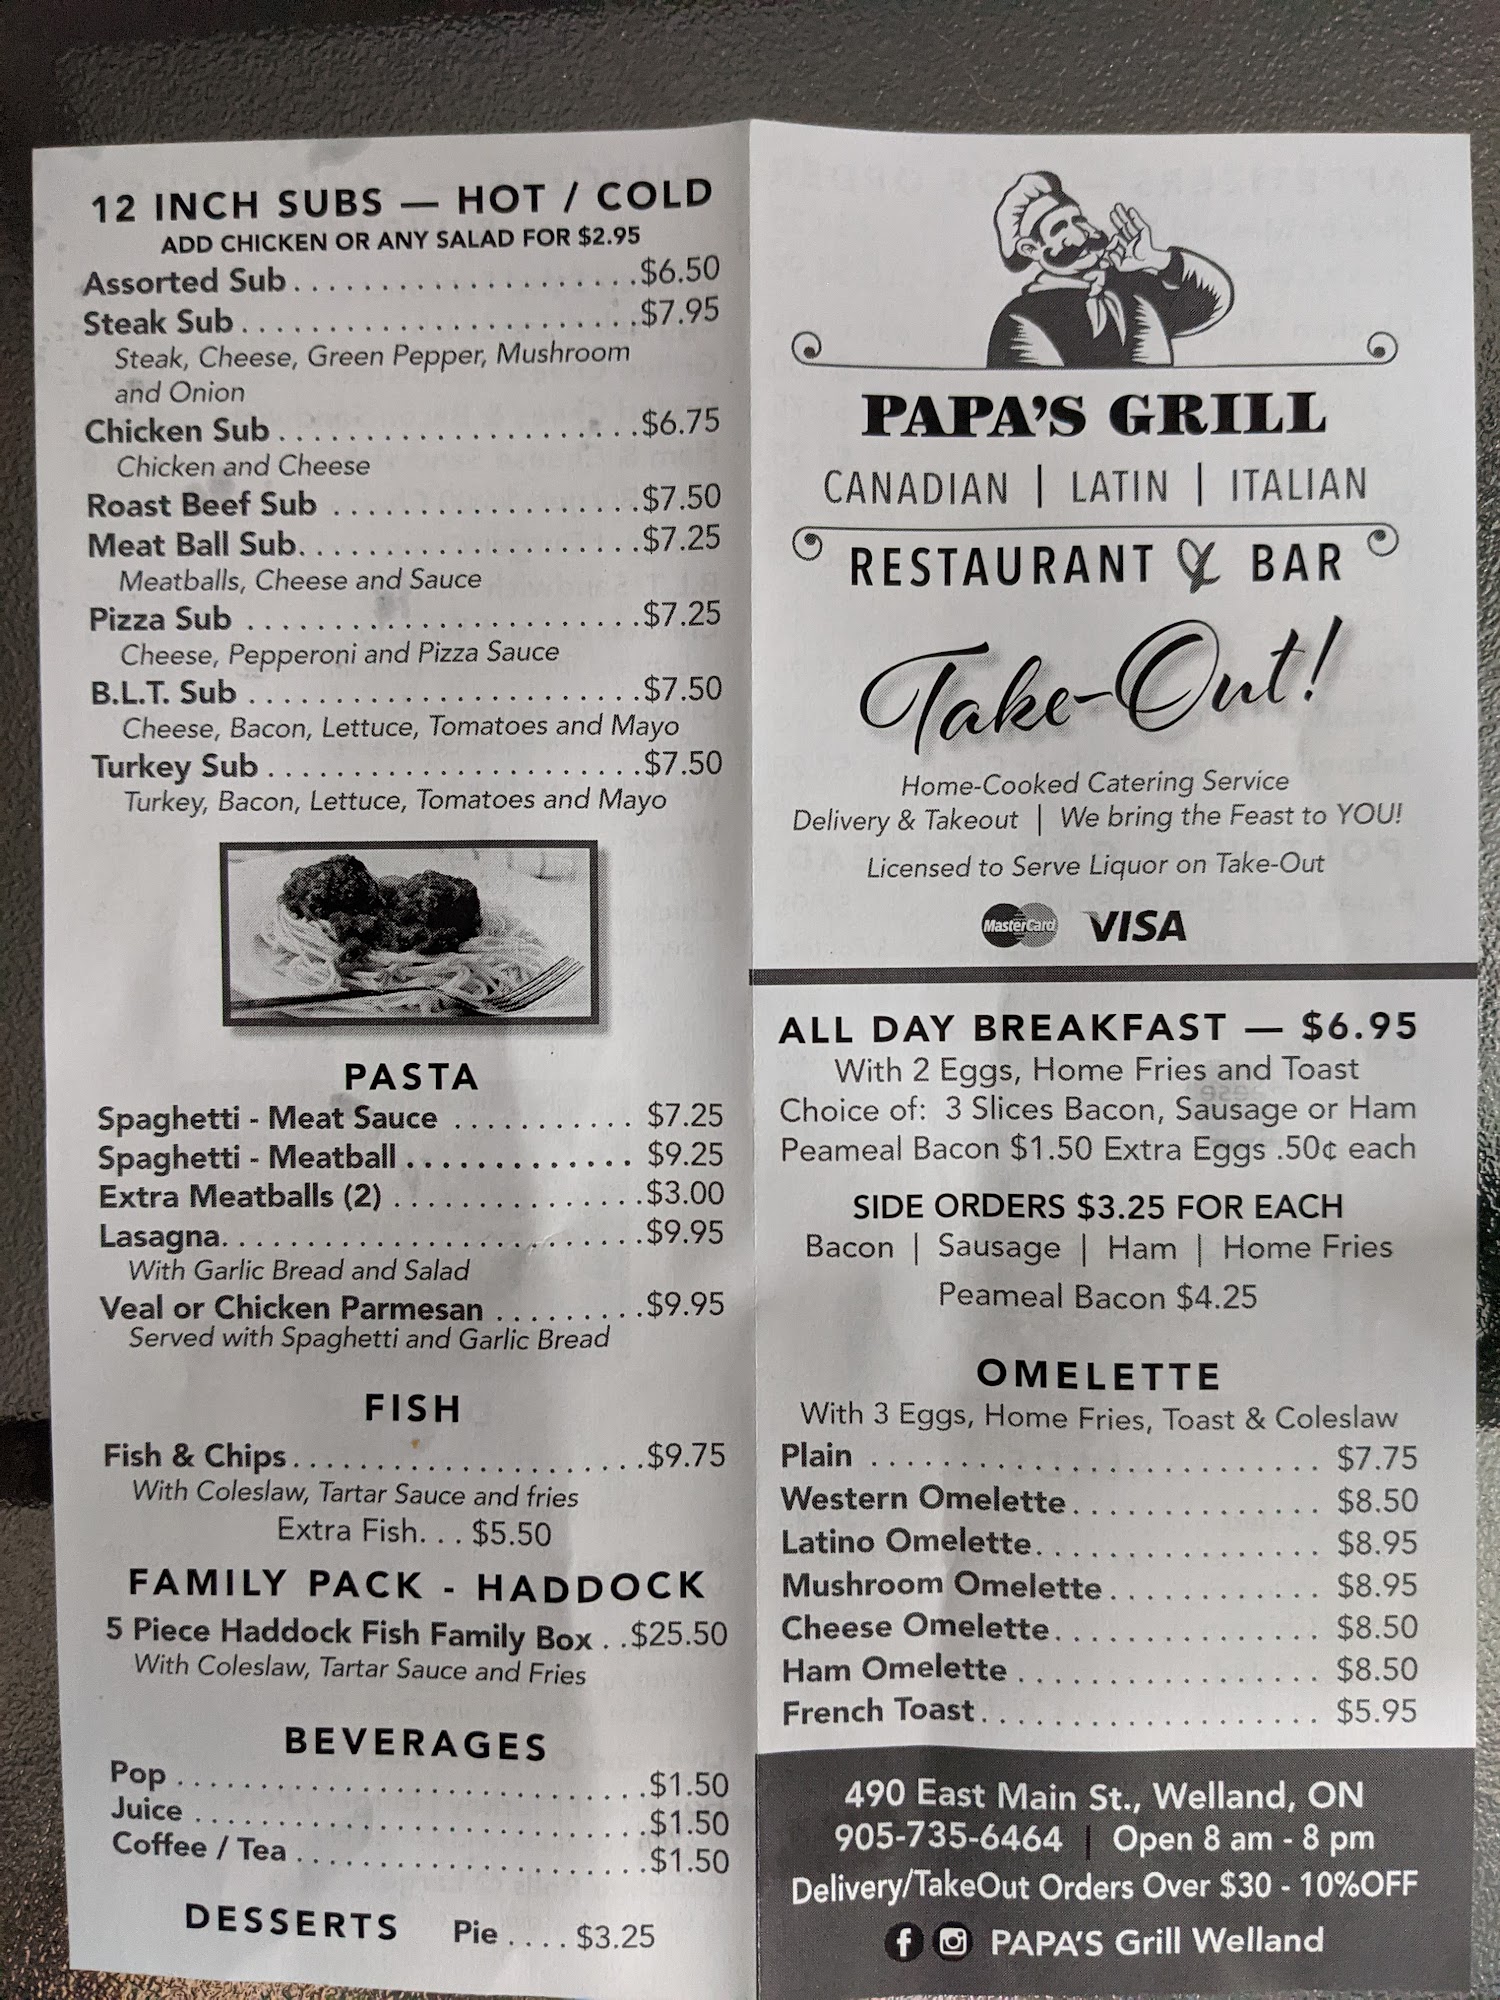 12 INCH SUBS — HOT / COLD
ADD CHICKEN OR ANY SALAD FOR $2.95
Assorted Sub.....................$6.50
Steak Sub........................$7.95
Steak, Cheese, Green Pepper, Mushroom
and Onion
Chicken Sub......................$6.75
Chicken and Cheese
Roast Beef Sub ..................$7.50
Meat Ball Sub....................$7.25
Meatballs, Cheese and Sauce
Pizza Sub .......................$7.25
Cheese, Pepperoni and Pizza Sauce
B.L.T. Sub .......................$7.50
Cheese, Bacon, Lettuce, Tomatoes and Mayo
Turkey Sub.......................$7.50
Turkey, Bacon, Lettuce, Tomatoes and Mayo
PASTA
Spaghetti - Meat Sauce ........... $7.25
Spaghetti - Meatball............. $9.25
Extra Meatballs (2) ...............$3.00
Lasagna..........................$9.95
With Garlic Bread and Salad
Veal or Chicken Parmesan .........$9.95
Served with Spaghetti and Garlic Bread
FISH
Fish & Chips.....................$9.75
With Coleslaw, Tartar Sauce and fries
Extra Fish... $5.50
FAMILY PACK - HADDOCK
5 Piece Haddock Fish Family Box ..$25.50
With Coleslaw, Tartar Sauce and Fries
BEVERAGES
Pop .............................$1.50
Juice ............................$1.50
Coffee / Tea .....................$1.50
DESSERTS Pie .... $3.25
PAPA'S GRILL
CANADIAN | LATIN | ITALIAN
RESTAURANT & BAR
Take-Out!
Home-Cooked Catering Service
Delivery & Takeout | We bring the Feast to YOU!
Licensed to Serve Liquor on Take-Out
MasterCard VISA
ALL DAY BREAKFAST — $6.95
With 2 Eggs, Home Fries and Toast
Choice of: 3 Slices Bacon, Sausage or Ham
Peameal Bacon $1.50 Extra Eggs .50¢ each
SIDE ORDERS $3.25 FOR EACH
Bacon | Sausage | Ham | Home Fries
Peameal Bacon $4.25
OMELETTE
With 3 Eggs, Home Fries, Toast & Coleslaw
Plain ........................... $7.75
Western Omelette............... $8.50
Latino Omelette................. $8.95
Mushroom Omelette............. $8.95
Cheese Omelette................ $8.50
Ham Omelette .................. $8.50
French Toast.................... $5.95
490 East Main St., Welland, ON
905-735-6464 | Open 8 am - 8 pm
Delivery/TakeOut Orders Over $30 - 10%OFF
PAPA'S Grill Welland